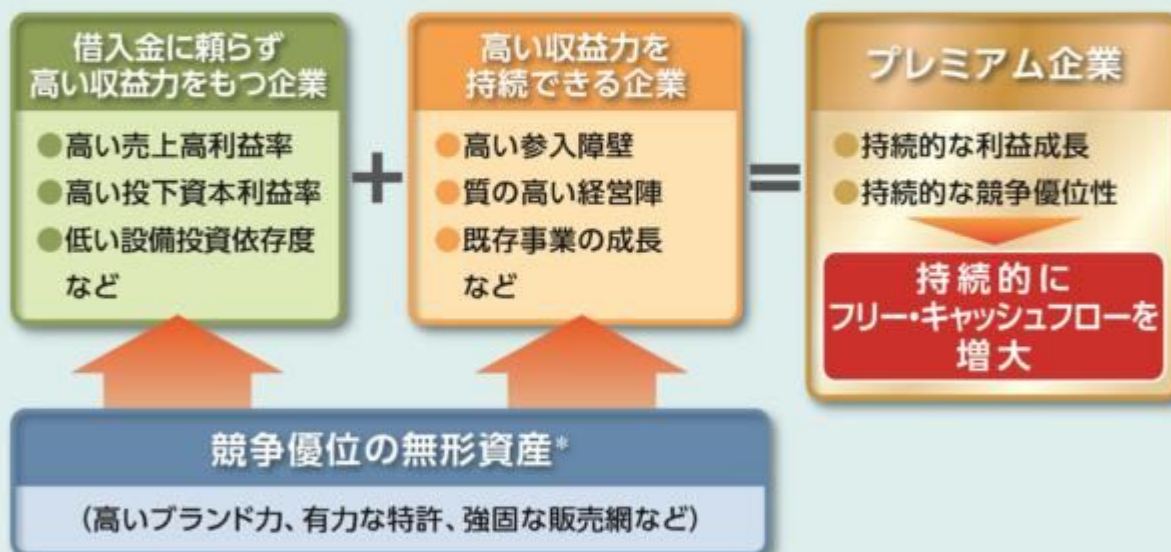 借入金に頼らず
高い収益力をもつ企業
●高い売上高利益率
●高い投下資本利益率
●低い設備投資依存度
など
+
高い収益力を
持続できる企業
●高い参入障壁
●質の高い経営陣
●既存事業の成長
など
=
プレミアム企業
●持続的な利益成長
●持続的な競争優位性
持続的に
フリー・キャッシュフローを
増大
競争優位の無形資産*
(高いブランド力、有力な特許、強固な販売網など)